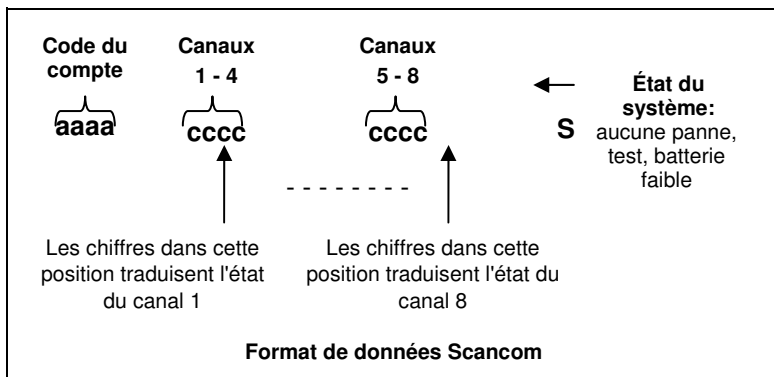 Code du
compte
Canaux
1 - 4
Canaux
5 - 8
État du
système:
aucune panne,
test, batterie
faible
aaaa
cccc
cccc
S
Les chiffres dans cette
position traduisent l'état
du canal 1
Les chiffres dans cette
position traduisent l'état du
canal 8
Format de données Scancom